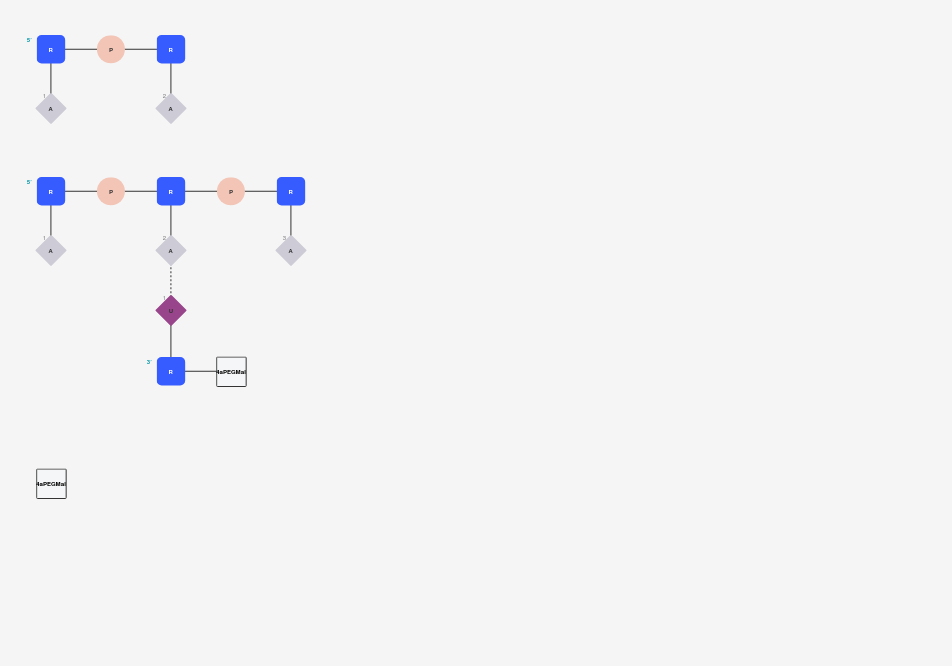 5'
R P R
1 2
A A
5'
R P R P R
1 2 3
A A A
1
U
3'
R 4aPEGMal
4aPEGMal